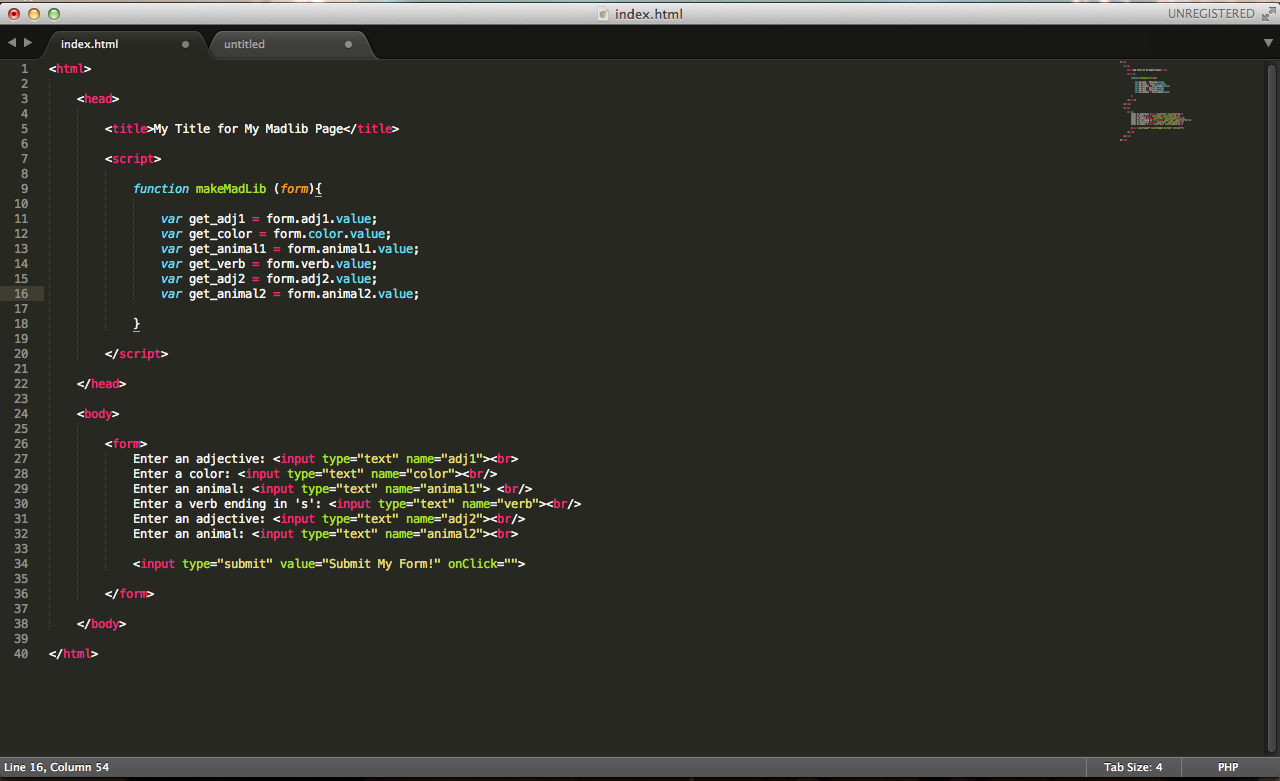 index.html
UNREGISTERED
index.html
untitled
1 <html>
2
3 <head>
4
5 <title>My Title for My Madlib Page</title>
6
7 <script>
8
9 function makeMadLib (form){
10
11 var get_adj1 = form.adj1.value;
12 var get_color = form.color.value;
13 var get_animal1 = form.animal1.value;
14 var get_verb = form.verb.value;
15 var get_adj2 = form.adj2.value;
16 var get_animal2 = form.animal2.value;
17
18 }
19
20 </script>
21
22 </head>
23
24 <body>
25
26 <form>
27 Enter an adjective: <input type="text" name="adj1"><br>
28 Enter a color: <input type="text" name="color"><br/>
29 Enter an animal: <input type="text" name="animal1"> <br/>
30 Enter a verb ending in 's': <input type="text" name="verb"><br/>
31 Enter an adjective: <input type="text" name="adj2"><br/>
32 Enter an animal: <input type="text" name="animal2"><br>
33
34 <input type="submit" value="Submit My Form!" onClick="">
35
36 </form>
37
38 </body>
39
40 </html>
Line 16, Column 54
Tab Size: 4
PHP